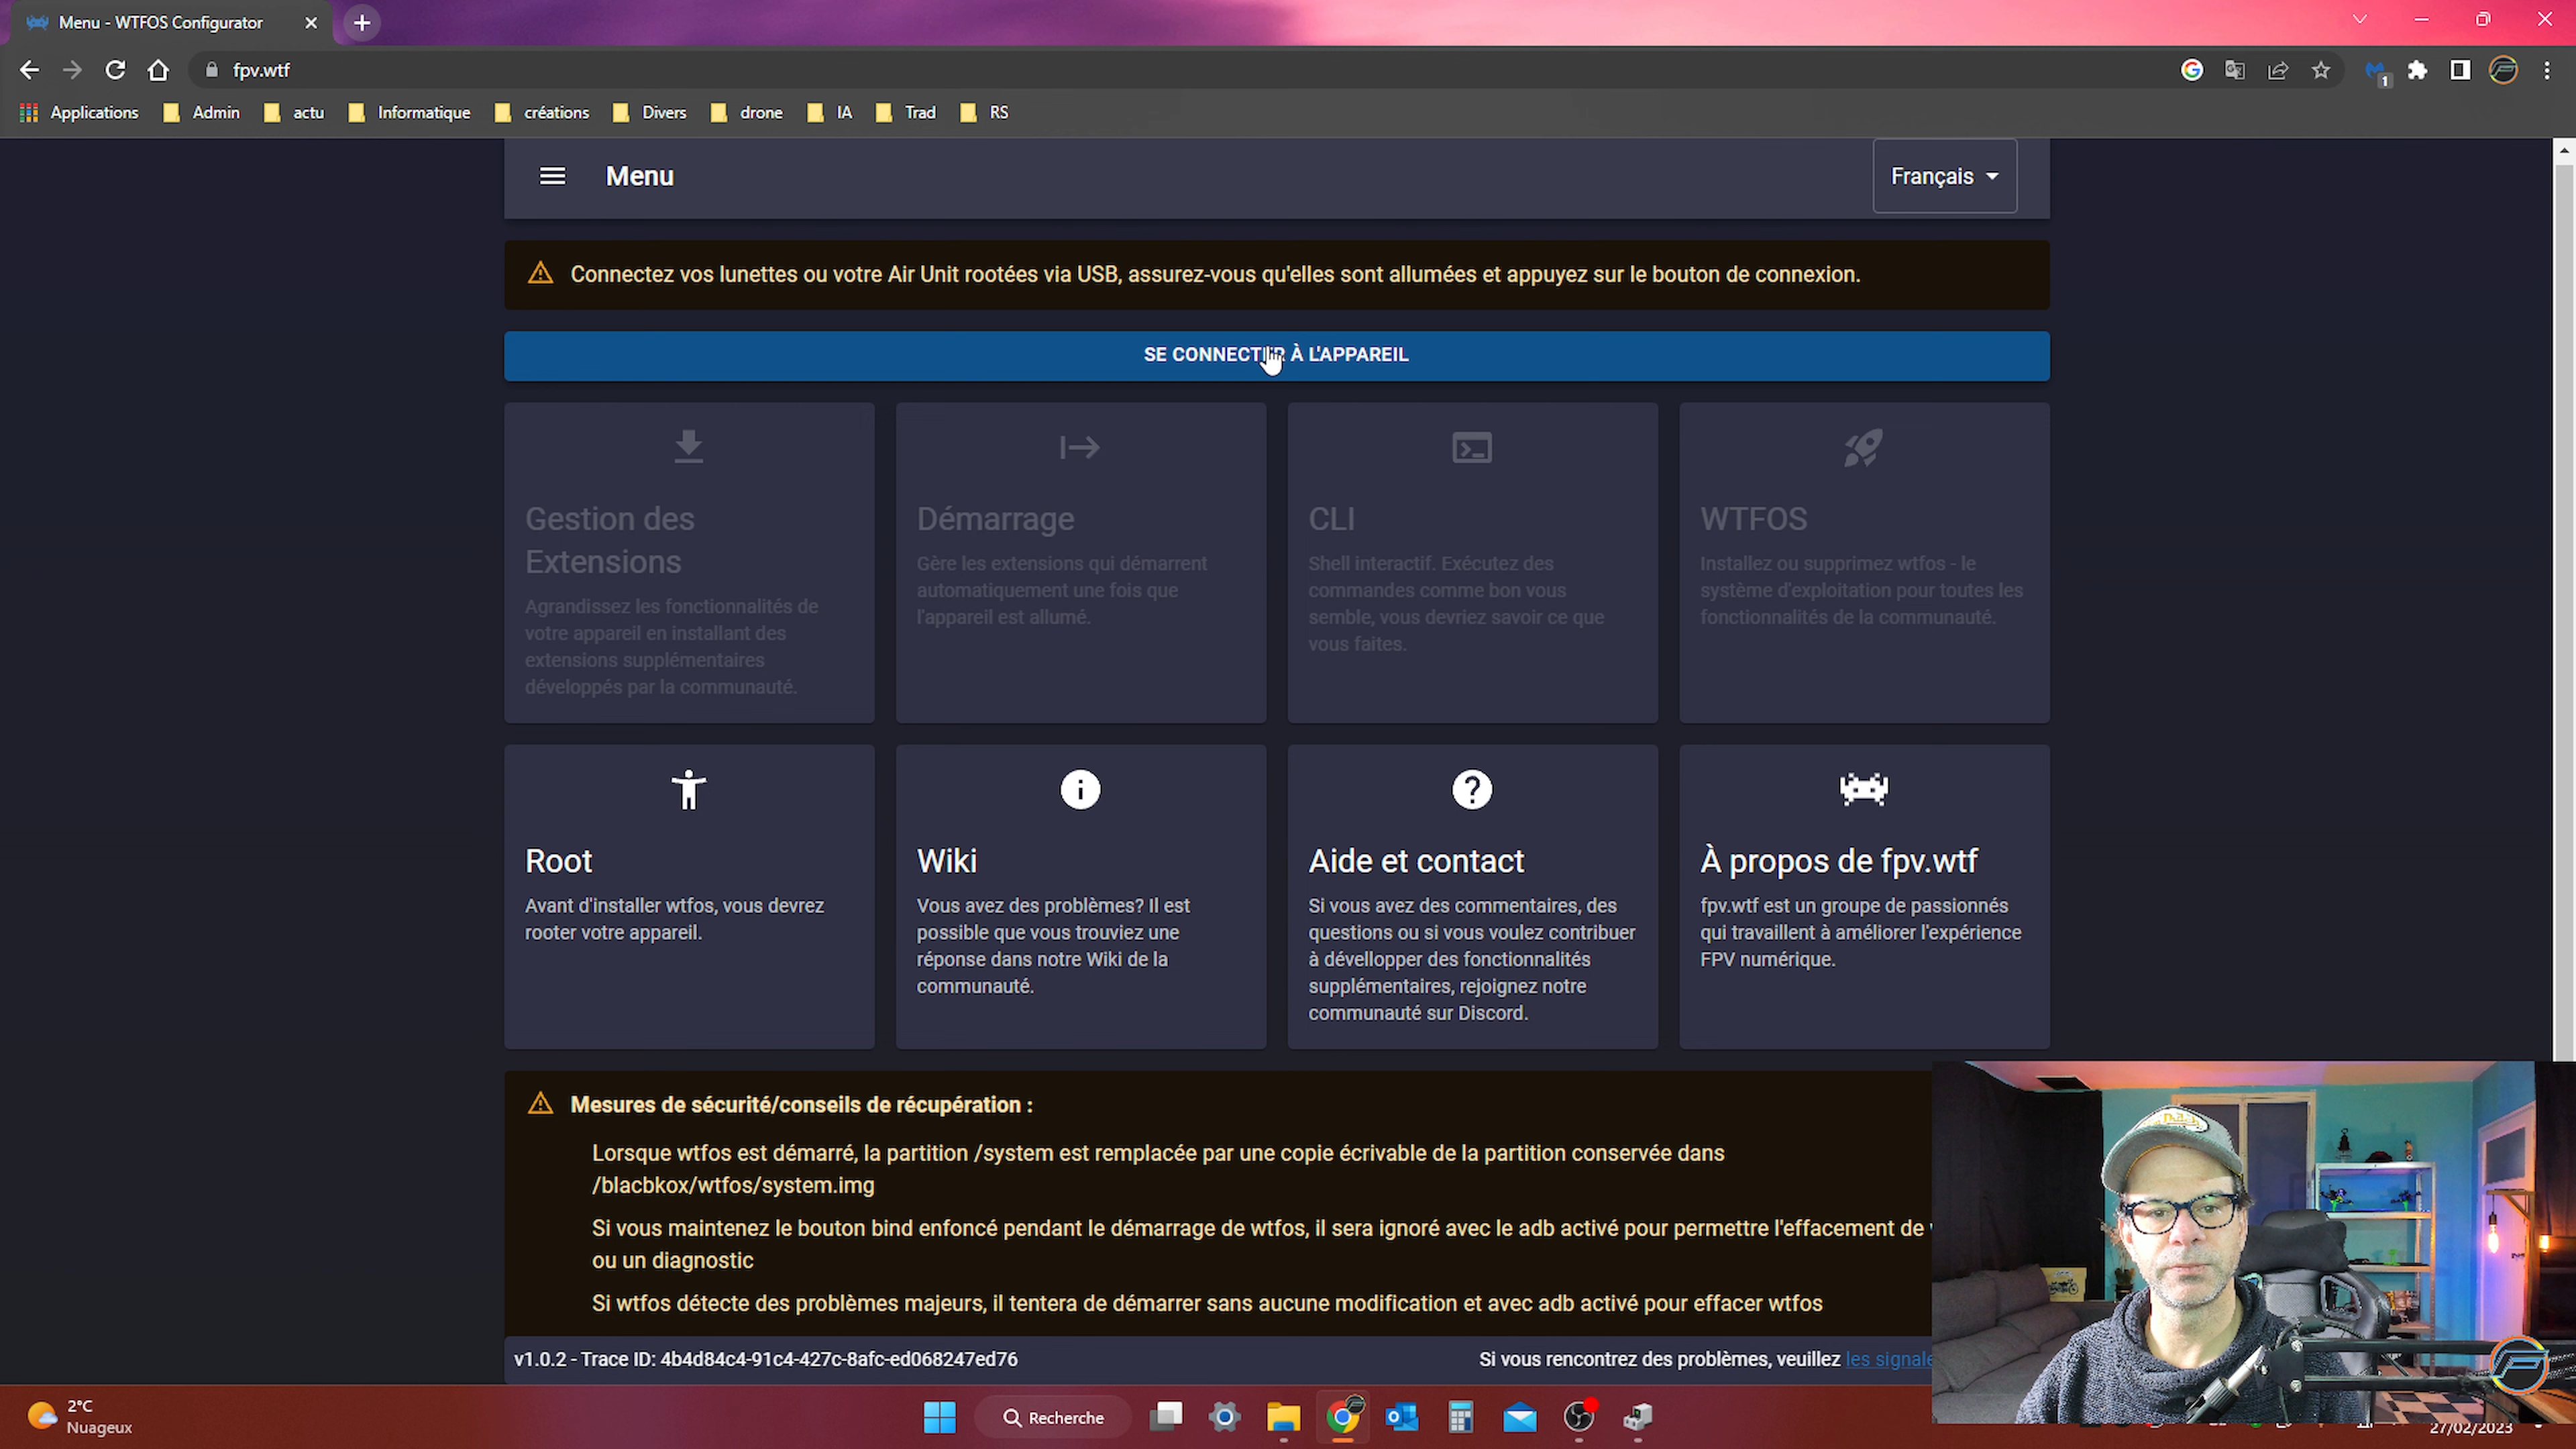 Menu - WTFOS Configurator
fpv.wtf
1
Applications
Admin
actu
Informatique
créations
Divers
drone
IA
Trad
RS
Menu
Français
Connectez vos lunettes ou votre Air Unit rootées via USB, assurez-vous qu'elles sont allumées et appuyez sur le bouton de connexion.
SE CONNECTER À L'APPAREIL
Gestion des
Extensions
Agrandissez les fonctionnalités de
votre appareil en installant des
extensions supplémentaires
développés par la communauté.
Démarrage
Gère les extensions qui démarrent
automatiquement une fois que
l'appareil est allumé.
CLI
Shell interactif. Exécutez des
commandes comme bon vous
semble, vous devriez savoir ce que
vous faites.
WTFOS
Installez ou supprimez wtfos - le
système d'exploitation pour toutes les
fonctionnalités de la communauté.
Root
Avant d'installer wtfos, vous devrez
rooter votre appareil.
Wiki
Vous avez des problèmes? Il est
possible que vous trouviez une
réponse dans notre Wiki de la
communauté.
Aide et contact
Si vous avez des commentaires, des
questions ou si vous voulez contribuer
à dévellopper des fonctionnalités
supplémentaires, rejoignez notre
communauté sur Discord.
À propos de fpv.wtf
fpv.wtf est un groupe de passionnés
qui travaillent à améliorer l'expérience
FPV numérique.
Mesures de sécurité/conseils de récupération :
Lorsque wtfos est démarré, la partition /system est remplacée par une copie écrivable de la partition conservée dans
/blacbkox/wtfos/system.img
Si vous maintenez le bouton bind enfoncé pendant le démarrage de wtfos, il sera ignoré avec le adb activé pour permettre l'effacement de
ou un diagnostic
Si wtfos détecte des problèmes majeurs, il tentera de démarrer sans aucune modification et avec adb activé pour effacer wtfos
v1.0.2 - Trace ID: 4b4d84c4-91c4-427c-8afc-ed068247ed76
Si vous rencontrez des problèmes, veuillez les signale
2°C
Nuageux
Recherche
27/02/2023